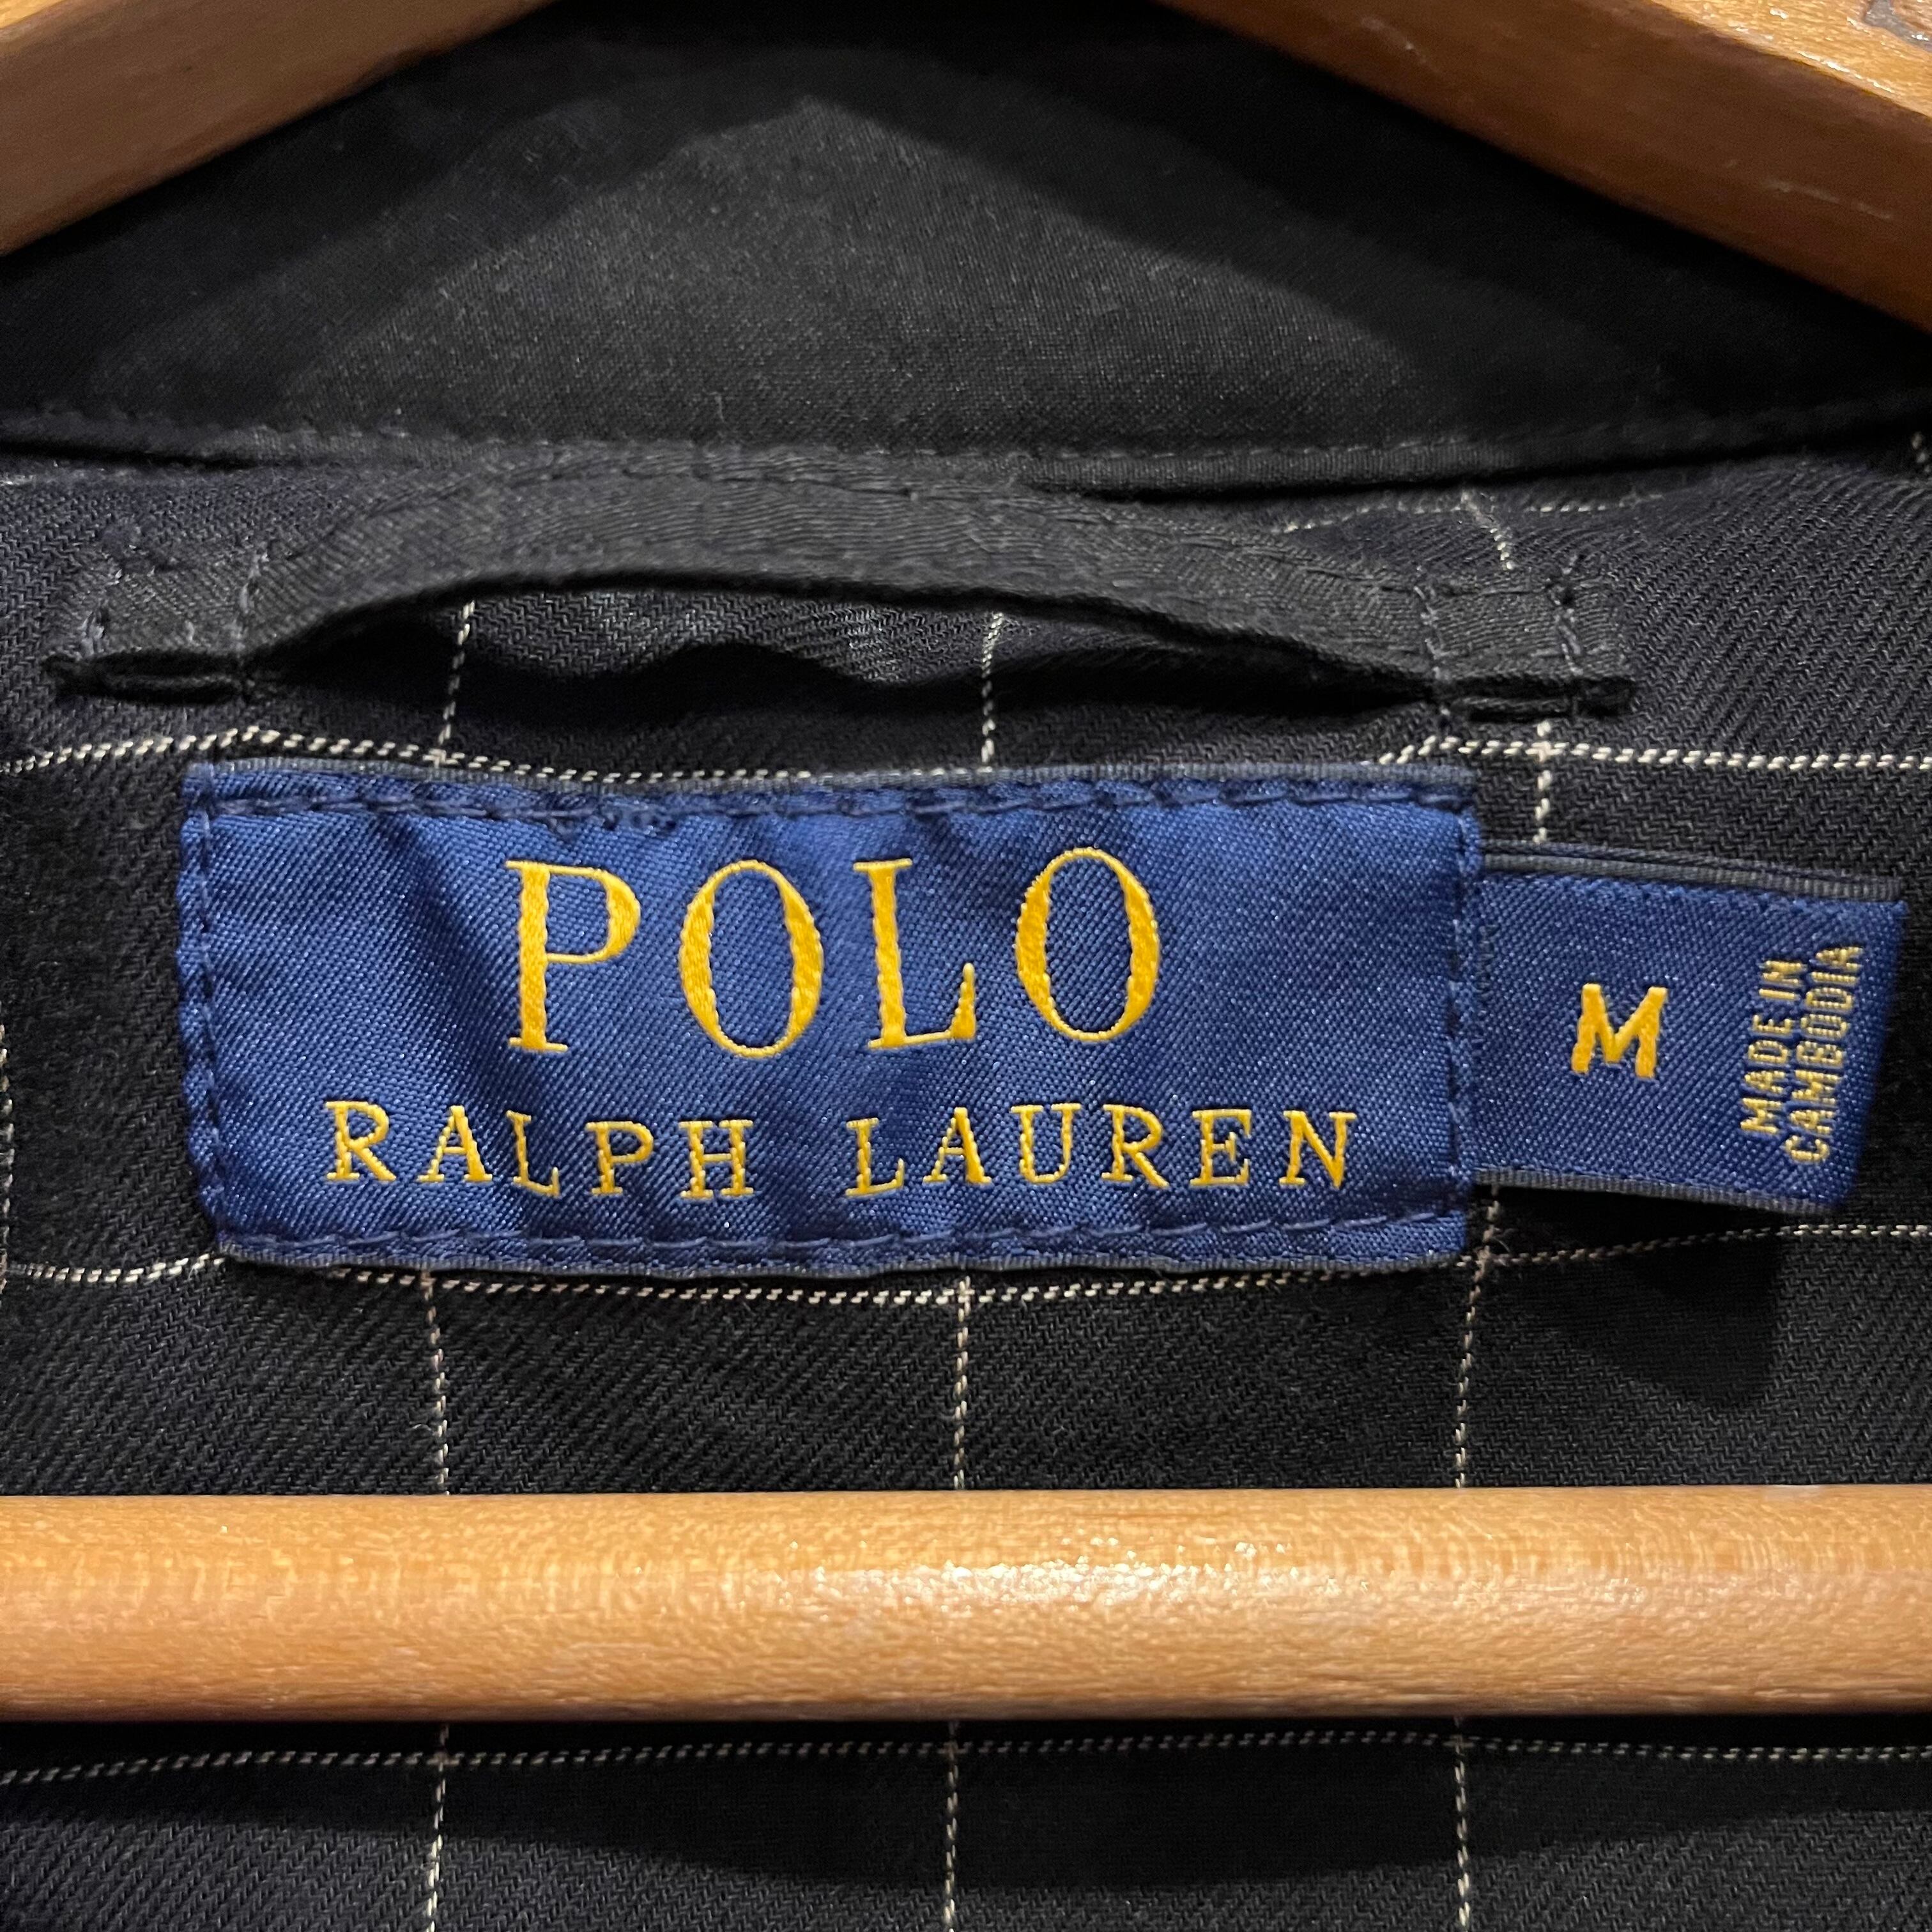 POLO
RALPH LAUREN
M
MADE IN
CAMBODIA